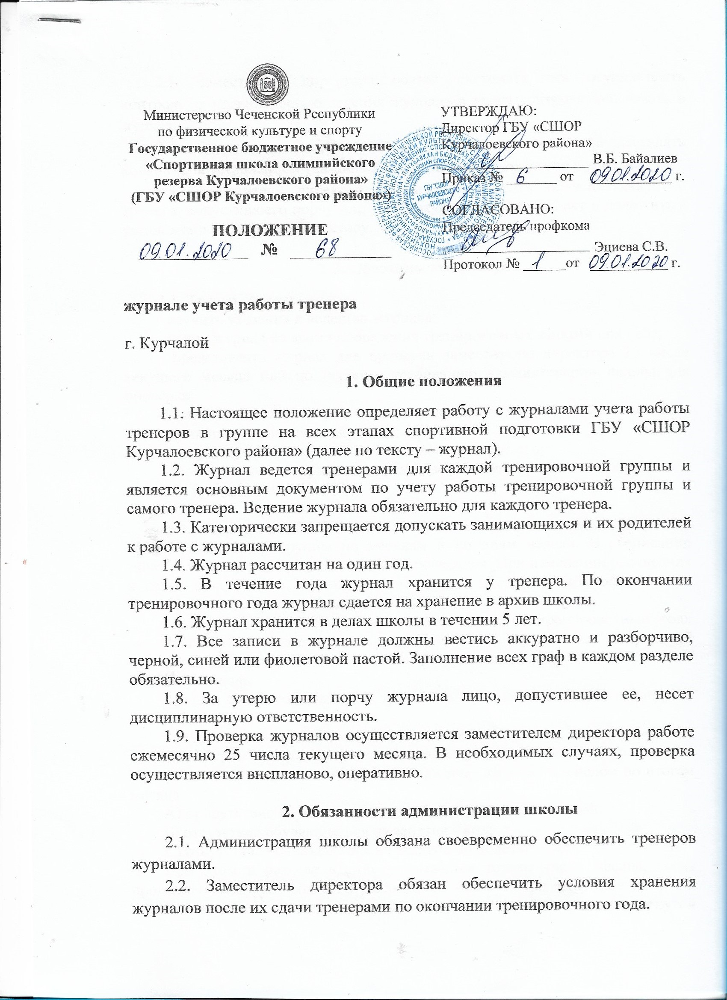 Министерство Чеченской Республики
по физической культуре и спорту
Государственное бюджетное учреждение
«Спортивная школа олимпийского
резерва Курчалоевского района»
(ГБУ «СШОР Курчалоевского района»)
ПОЛОЖЕНИЕ
09.01.2020 № 68
УТВЕРЖДАЮ:
Директор ГБУ «СШОР
Курчалоевского района»
В.Б. Байалиев
Приказ № 6 от 09.01.2020 г.
СОГЛАСОВАНО:
Председатель профкома
Эциева С.В.
Протокол № 1 от 09.01.2020 г.
ГБУ "СШОР
КУРЧАЛОЕВСКОГО
РАЙОНА"
журнале учета работы тренера
г. Курчалой
1. Общие положения
1.1. Настоящее положение определяет работу с журналами учета работы
тренеров в группе на всех этапах спортивной подготовки ГБУ «СШОР
Курчалоевского района» (далее по тексту – журнал).
1.2. Журнал ведется тренерами для каждой тренировочной группы и
является основным документом по учету работы тренировочной группы и
самого тренера. Ведение журнала обязательно для каждого тренера.
1.3. Категорически запрещается допускать занимающихся и их родителей
к работе с журналами.
1.4. Журнал рассчитан на один год.
1.5. В течение года журнал хранится у тренера. По окончании
тренировочного года журнал сдается на хранение в архив школы.
1.6. Журнал хранится в делах школы в течении 5 лет.
1.7. Все записи в журнале должны вестись аккуратно и разборчиво,
черной, синей или фиолетовой пастой. Заполнение всех граф в каждом разделе
обязательно.
1.8. За утерю или порчу журнала лицо, допустившее ее, несет
дисциплинарную ответственность.
1.9. Проверка журналов осуществляется заместителем директора работе
ежемесячно 25 числа текущего месяца. В необходимых случаях, проверка
осуществляется внепланово, оперативно.
2. Обязанности администрации школы
2.1. Администрация школы обязана своевременно обеспечить тренеров
журналами.
2.2. Заместитель директора обязан обеспечить условия хранения
журналов после их сдачи тренерами по окончании тренировочного года.